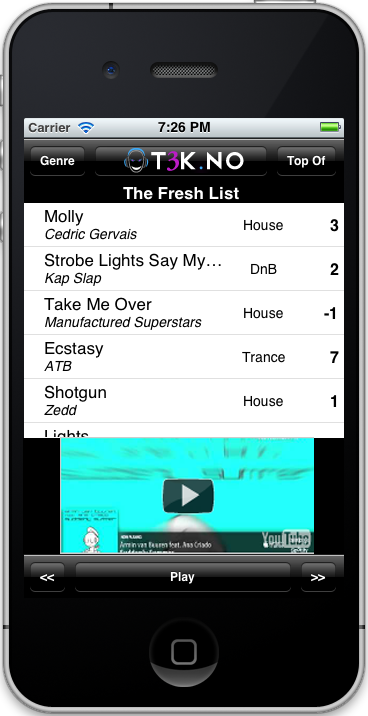 Carrier 7:26 PM
Genre T3K.NO Top Of
The Fresh List
Molly
Cedric Gervais
House 3
Strobe Lights Say My…
Kap Slap
DnB 2
Take Me Over
Manufactured Superstars
House -1
Ecstasy
ATB
Trance 7
Shotgun
Zedd
House 1
Lights
Armin van Buuren feat. Ana Criado
Suddenly Summer
YouTube
<< Play >>